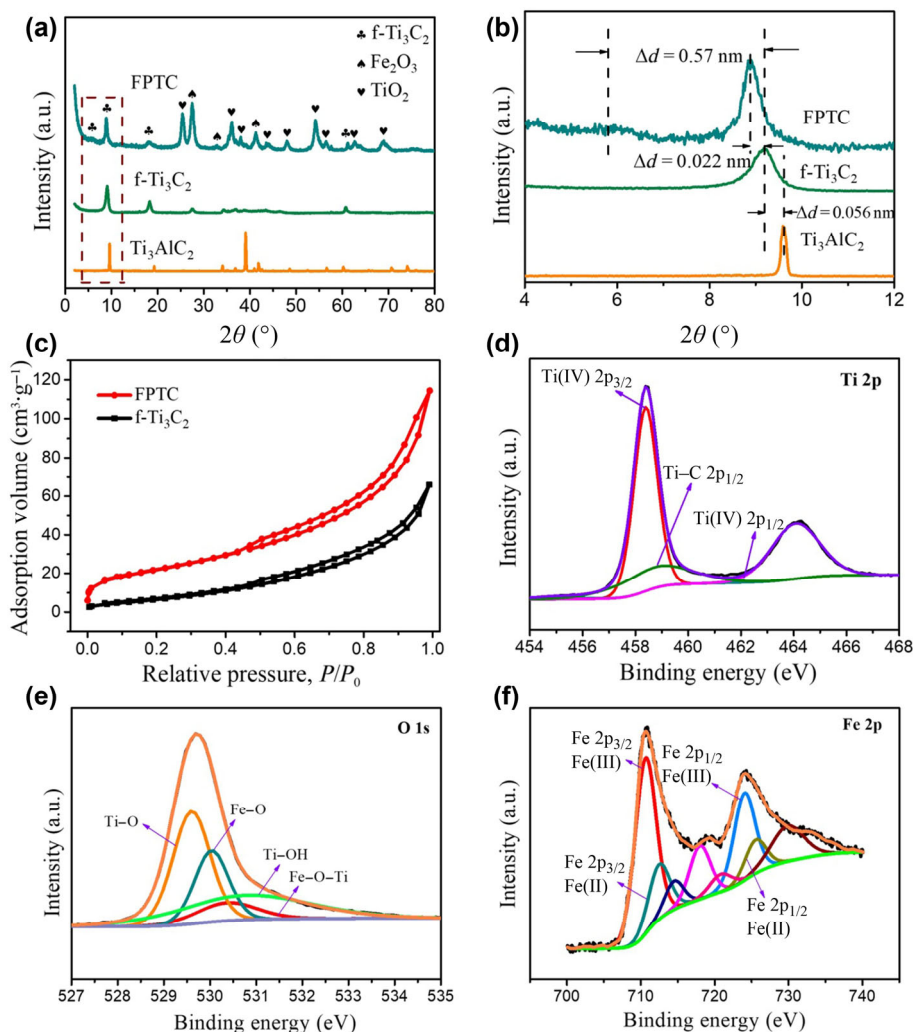 (a)
♣ f-Ti₃C₂
♠ Fe₂O₃
♥ TiO₂
FPTC
f-Ti₃C₂
Ti₃AlC₂
Intensity (a.u.)
0 10 20 30 40 50 60 70 80
2θ (°)
(b)
Δd = 0.57 nm
FPTC
Δd = 0.022 nm
f-Ti₃C₂
Δd = 0.056 nm
Ti₃AlC₂
Intensity (a.u.)
4 6 8 10 12
2θ (°)
(c)
FPTC
f-Ti₃C₂
Adsorption volume (cm³·g⁻¹)
120
100
80
60
40
20
0
0.0 0.2 0.4 0.6 0.8 1.0
Relative pressure, P/P₀
(d)
Ti 2p
Ti(IV) 2p₃/₂
Ti–C 2p₁/₂
Ti(IV) 2p₁/₂
Intensity (a.u.)
454 456 458 460 462 464 466 468
Binding energy (eV)
(e)
O 1s
Ti–O
Fe–O
Ti–OH
Fe–O–Ti
Intensity (a.u.)
527 528 529 530 531 532 533 534 535
Binding energy (eV)
(f)
Fe 2p
Fe 2p₃/₂
Fe(III)
Fe 2p₁/₂
Fe(III)
Fe 2p₃/₂
Fe(II)
Fe 2p₁/₂
Fe(II)
Intensity (a.u.)
700 710 720 730 740
Binding energy (eV)